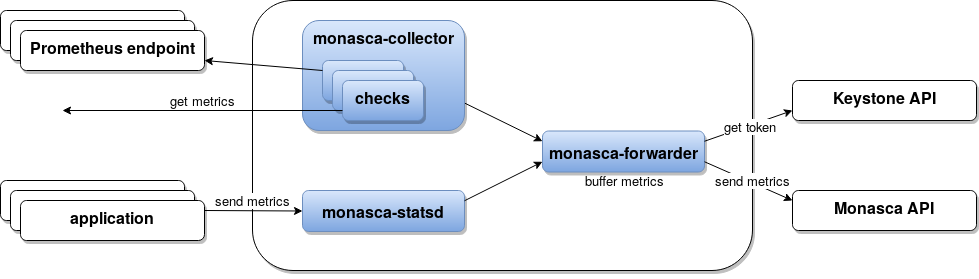 Prometheus endpoint
monasca-collector
checks
get metrics
Keystone API
get token
monasca-forwarder
buffer metrics
send metrics
application
send metrics
monasca-statsd
Monasca API